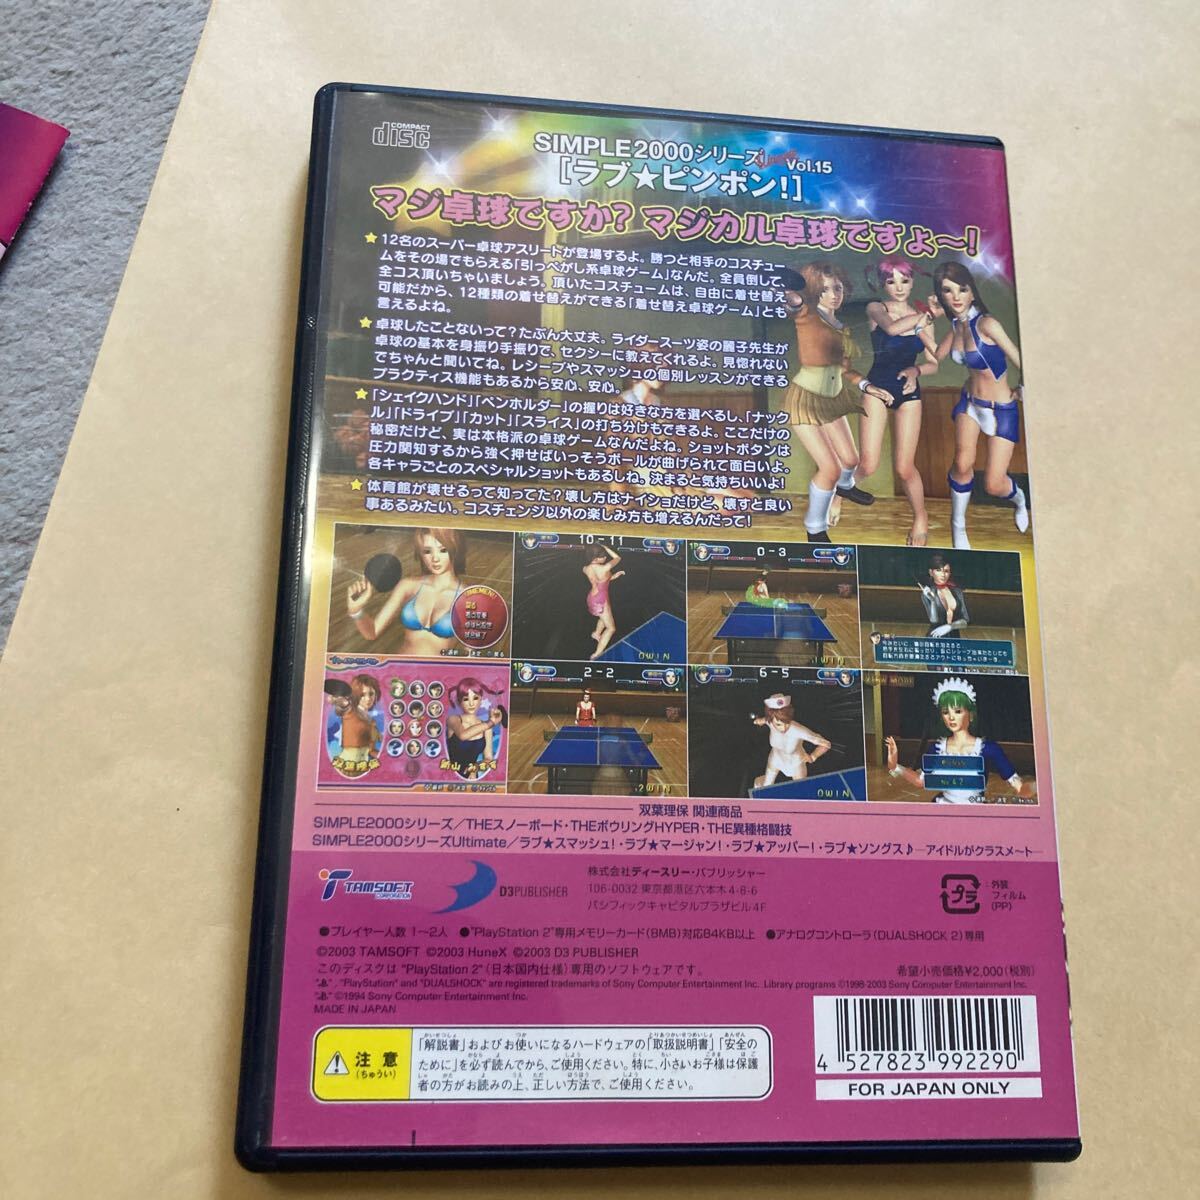 COMPACT
disc
SIMPLE2000シリーズ Ultimate Vol.15
[ラブ★ピンポン!]
マジ卓球ですか? マジカル卓球ですょ〜!
★12名のスーパー卓球アスリートが登場するよ。勝つと相手のコスチュー
ムをその場でもらえる「引っぺがし系卓球ゲーム」なんだ。全員倒して、
全コス頂いちゃいましょう。頂いたコスチュームは、自由に着せ替え
可能だから、12種類の着せ替えができる「着せ替え卓球ゲーム」とも
言えるよね。
★卓球したことないって?たぶん大丈夫。ライダースーツ姿の麗子先生が
卓球の基本を身振り手振りで、セクシーに教えてくれるよ。見惚れない
でちゃんと聞いてね。レシーブやスマッシュの個別レッスンができる
プラクティス機能もあるから安心、安心。
★「シェイクハンド」「ペンホルダー」の握りは好きな方を選べるし、「ナック
ル」「ドライブ」「カット」「スライス」の打ち分けもできるよ。ここだけの
秘密だけど、実は本格派の卓球ゲームなんだよね。ショットボタンは
圧力関知するから強く押せばいっそうボールが曲げられて面白いよ。
各キャラごとのスペシャルショットもあるしね。決まると気持ちいいよ!
★体育館が壊せるって知ってた?壊し方はナイショだけど、壊すと良い
事あるみたい。コスチェンジ以外の楽しみ方も増えるんだって!
10-11
0WIN
0-3
1WIN
2-2
2WIN
6-5
0WIN
VIEW MODE
双葉理保 関連商品
SIMPLE2000シリーズ/THEスノーボード・THEボウリングHYPER・THE異種格闘技
SIMPLE2000シリーズUltimate/ラブ★スマッシュ!・ラブ★マージャン!・ラブ★アッパー!・ラブ★ソングス♪—アイドルがクラスメ〜ト—
TAMSOFT
CORPORATION
D3PUBLISHER
株式会社ディースリー・パブリッシャー
106-0032 東京都港区六本木4-8-6
パシフィックキャピタルプラザビル4F
プラ
:外装
フィルム
(PP)
●プレイヤー人数 1〜2人 ●"PlayStation 2"専用メモリーカード(8MB)対応84KB以上 ●アナログコントローラ(DUALSHOCK 2)専用
©2003 TAMSOFT ©2003 HuneX ©2003 D3 PUBLISHER
このディスクは "PlayStation 2"(日本国内仕様)専用のソフトウェアです。
希望小売価格¥2,000(税別)
" ", "PlayStation" and "DUALSHOCK" are registered trademarks of Sony Computer Entertainment Inc. Library programs ©1998-2003 Sony Computer Entertainment Inc.
" " ©1994 Sony Computer Entertainment Inc.
MADE IN JAPAN
注意
(ちゅうい)
「解説書」およびお使いになるハードウェアの「取扱説明書」「安全の
ために」を必ず読んでから、ご使用ください。特に、小さいお子様は保護
者の方がお読みの上、正しい方法で、ご使用ください。
4 527823 992290
FOR JAPAN ONLY